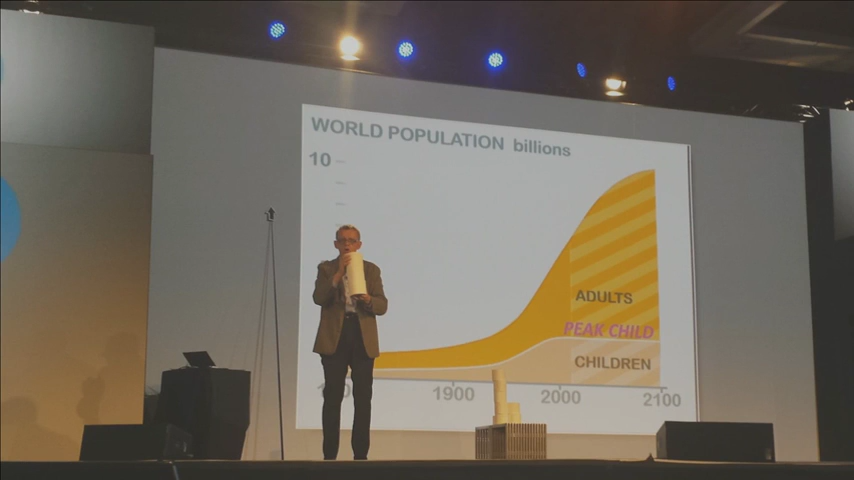 WORLD POPULATION billions
10
ADULTS
PEAK CHILD
CHILDREN
1900 2000 2100